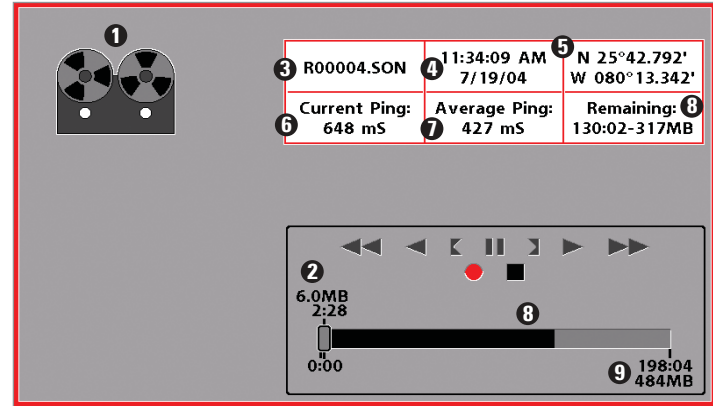 1
3 R00004.SON
4 11:34:09 AM
7/19/04
5 N 25°42.792'
W 080°13.342'
6 Current Ping:
648 mS
7 Average Ping:
427 mS
Remaining: 8
130:02-317MB
2
6.0MB
2:28
8
0:00
9 198:04
484MB